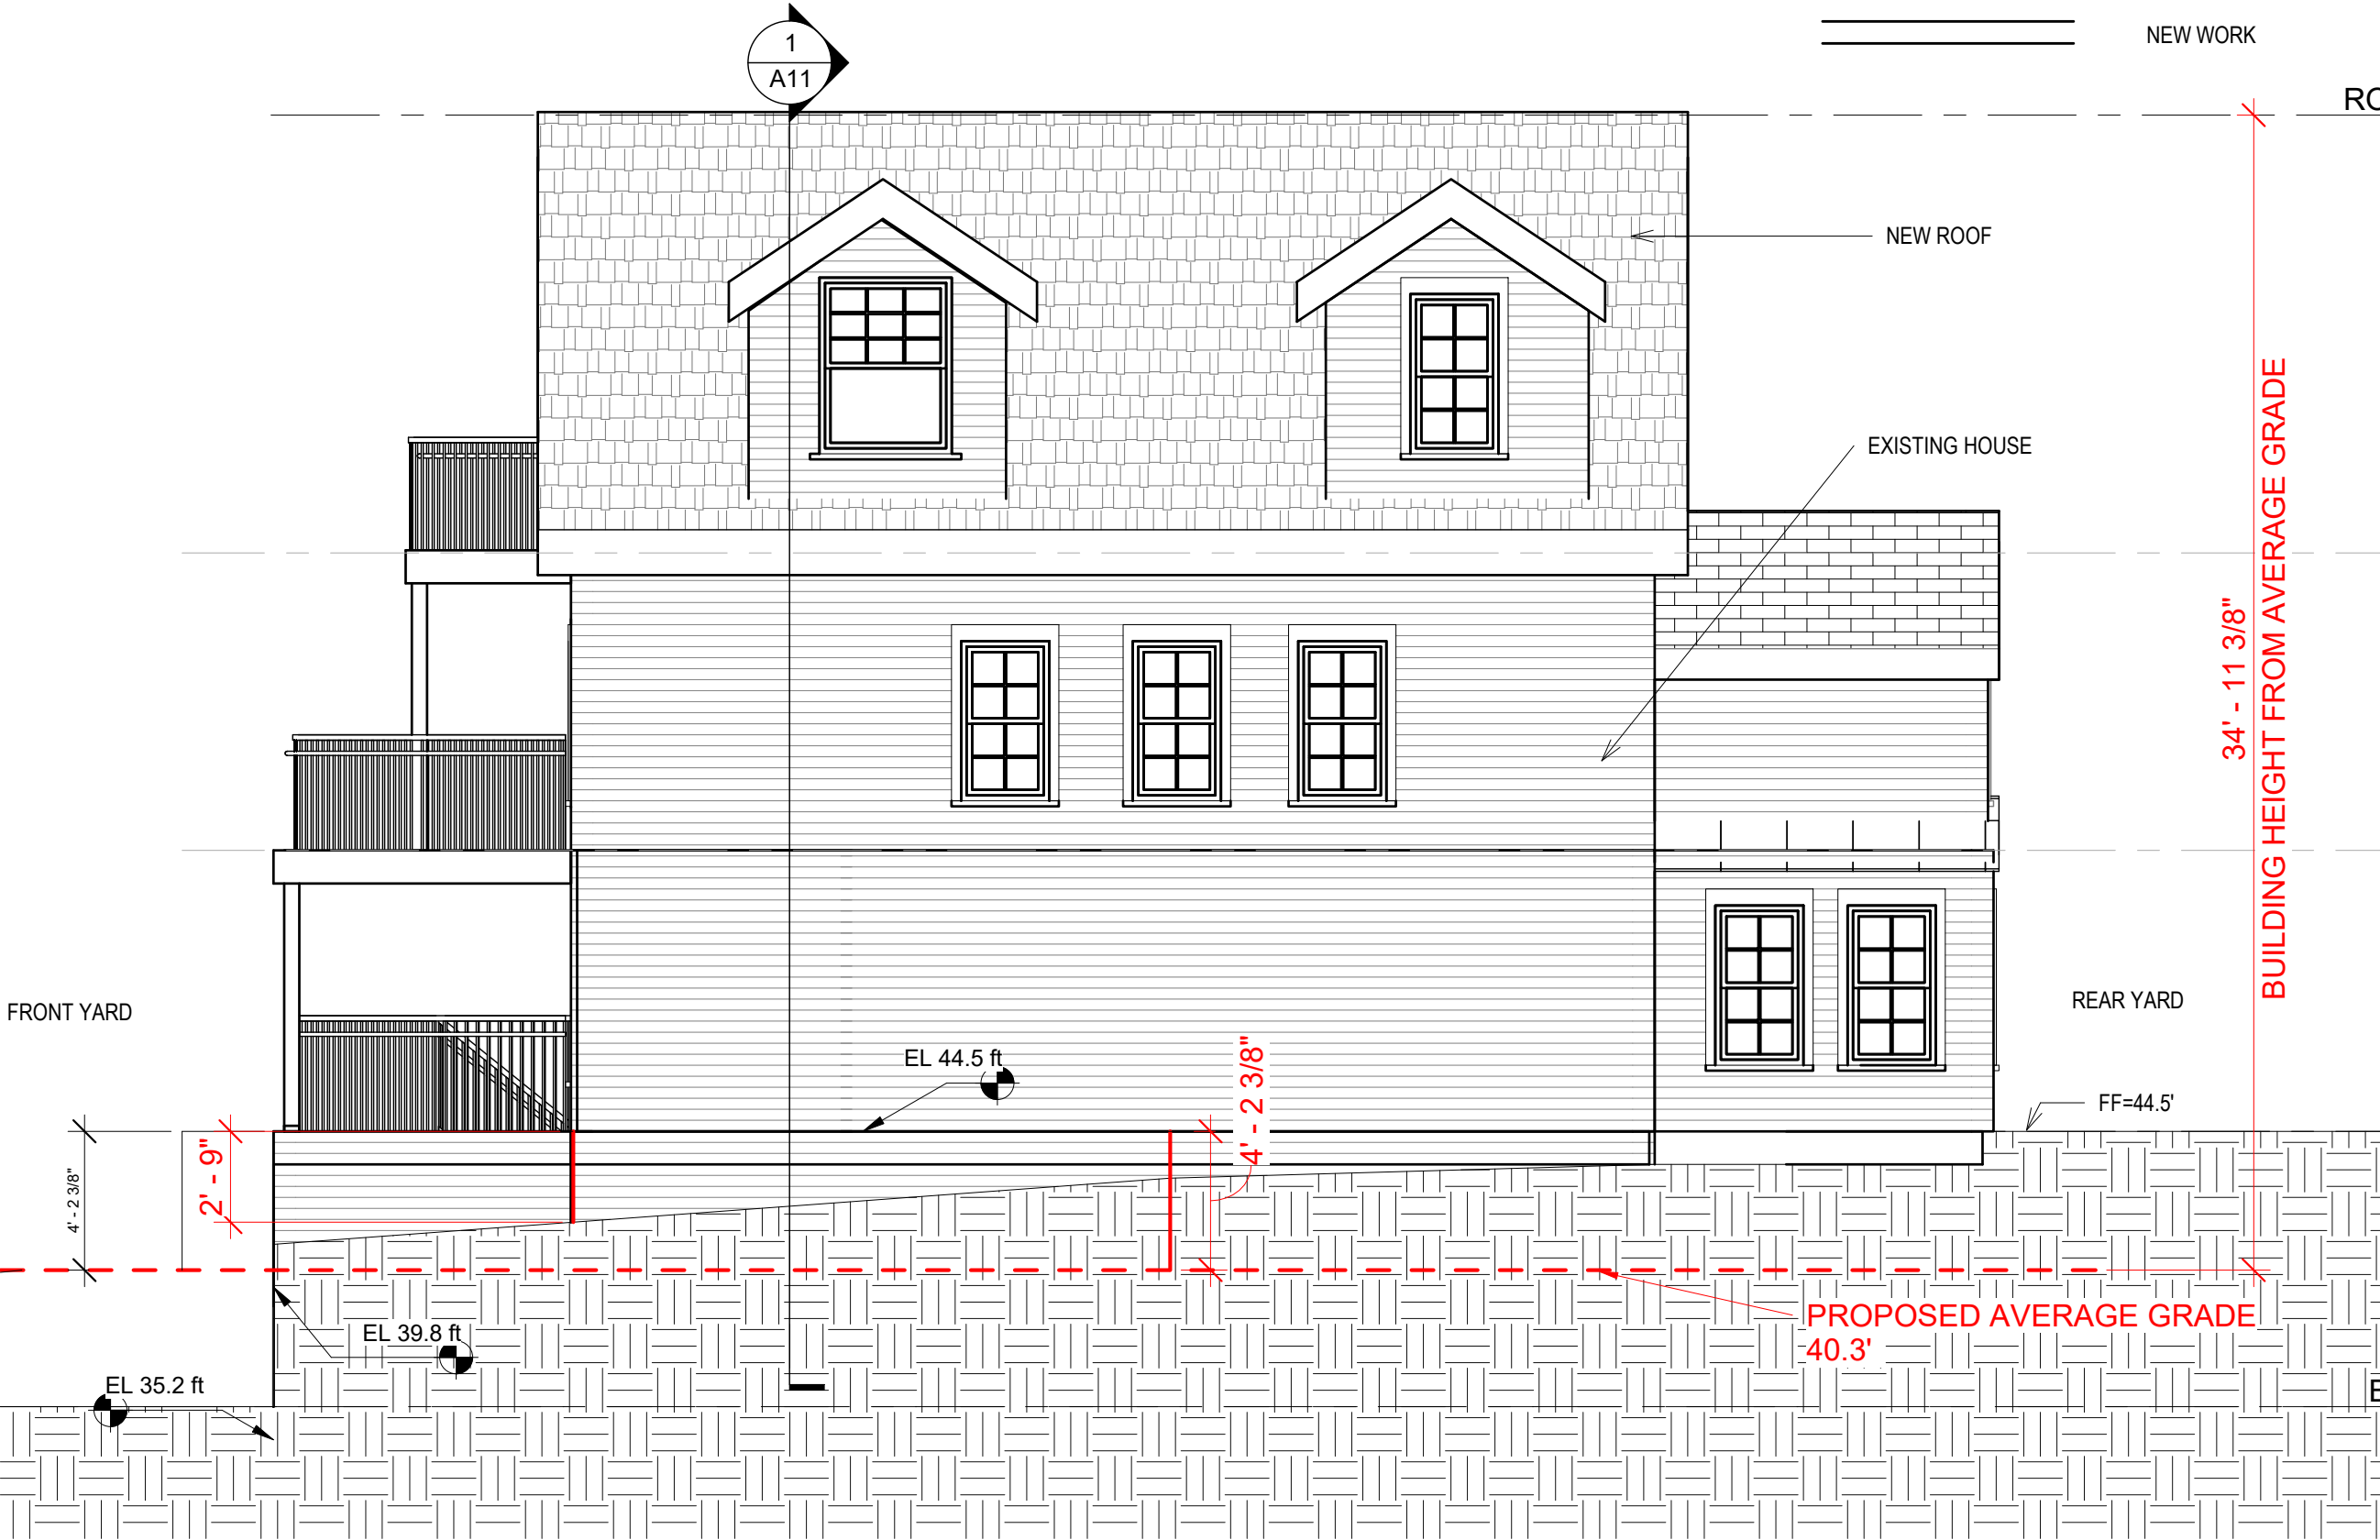 1
A11
NEW WORK
NEW ROOF
EXISTING HOUSE
34' - 11 3/8"
BUILDING HEIGHT FROM AVERAGE GRADE
FRONT YARD
REAR YARD
EL 44.5 ft
4' - 2 3/8"
FF=44.5'
2' - 9"
4' - 2 3/8"
PROPOSED AVERAGE GRADE
40.3'
EL 39.8 ft
EL 35.2 ft